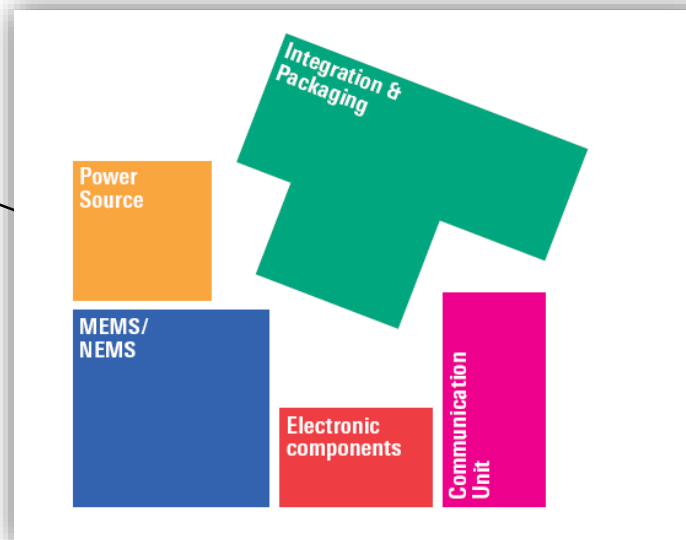 Integration &
Packaging
Power
Source
MEMS/
NEMS
Electronic
components
Communication
Unit